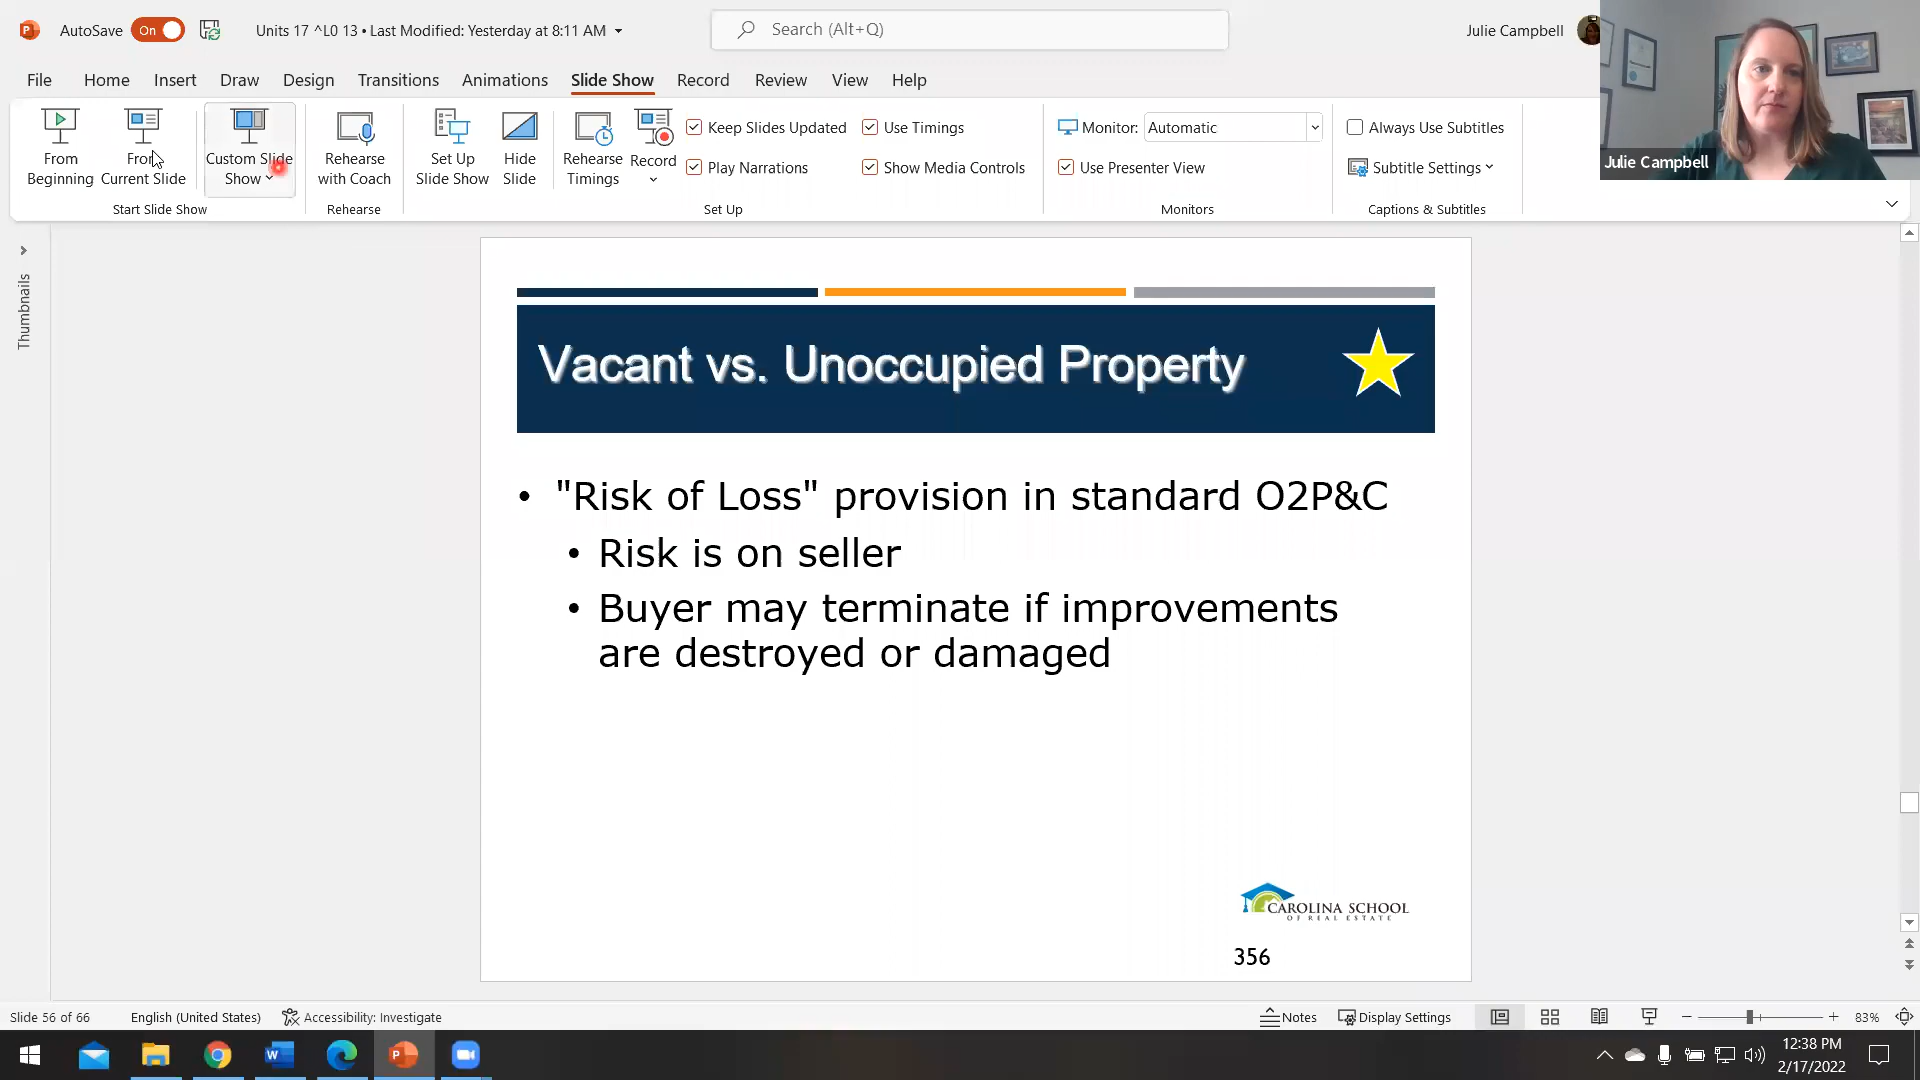 AutoSave On Units 17 ^L0 13 • Last Modified: Yesterday at 8:11 AM Search (Alt+Q) Julie Campbell
File Home Insert Draw Design Transitions Animations Slide Show Record Review View Help
From Beginning
From Current Slide
Custom Slide Show
Start Slide Show
Rehearse with Coach
Rehearse
Set Up Slide Show
Hide Slide
Rehearse Timings
Record
Keep Slides Updated
Play Narrations
Use Timings
Show Media Controls
Set Up
Monitor: Automatic
Use Presenter View
Monitors
Always Use Subtitles
Subtitle Settings
Captions & Subtitles
Julie Campbell
Thumbnails
Vacant vs. Unoccupied Property
• "Risk of Loss" provision in standard O2P&C
• Risk is on seller
• Buyer may terminate if improvements
are destroyed or damaged
CAROLINA SCHOOL
OF REAL ESTATE
356
Slide 56 of 66 English (United States) Accessibility: Investigate Notes Display Settings 83%
12:38 PM
2/17/2022